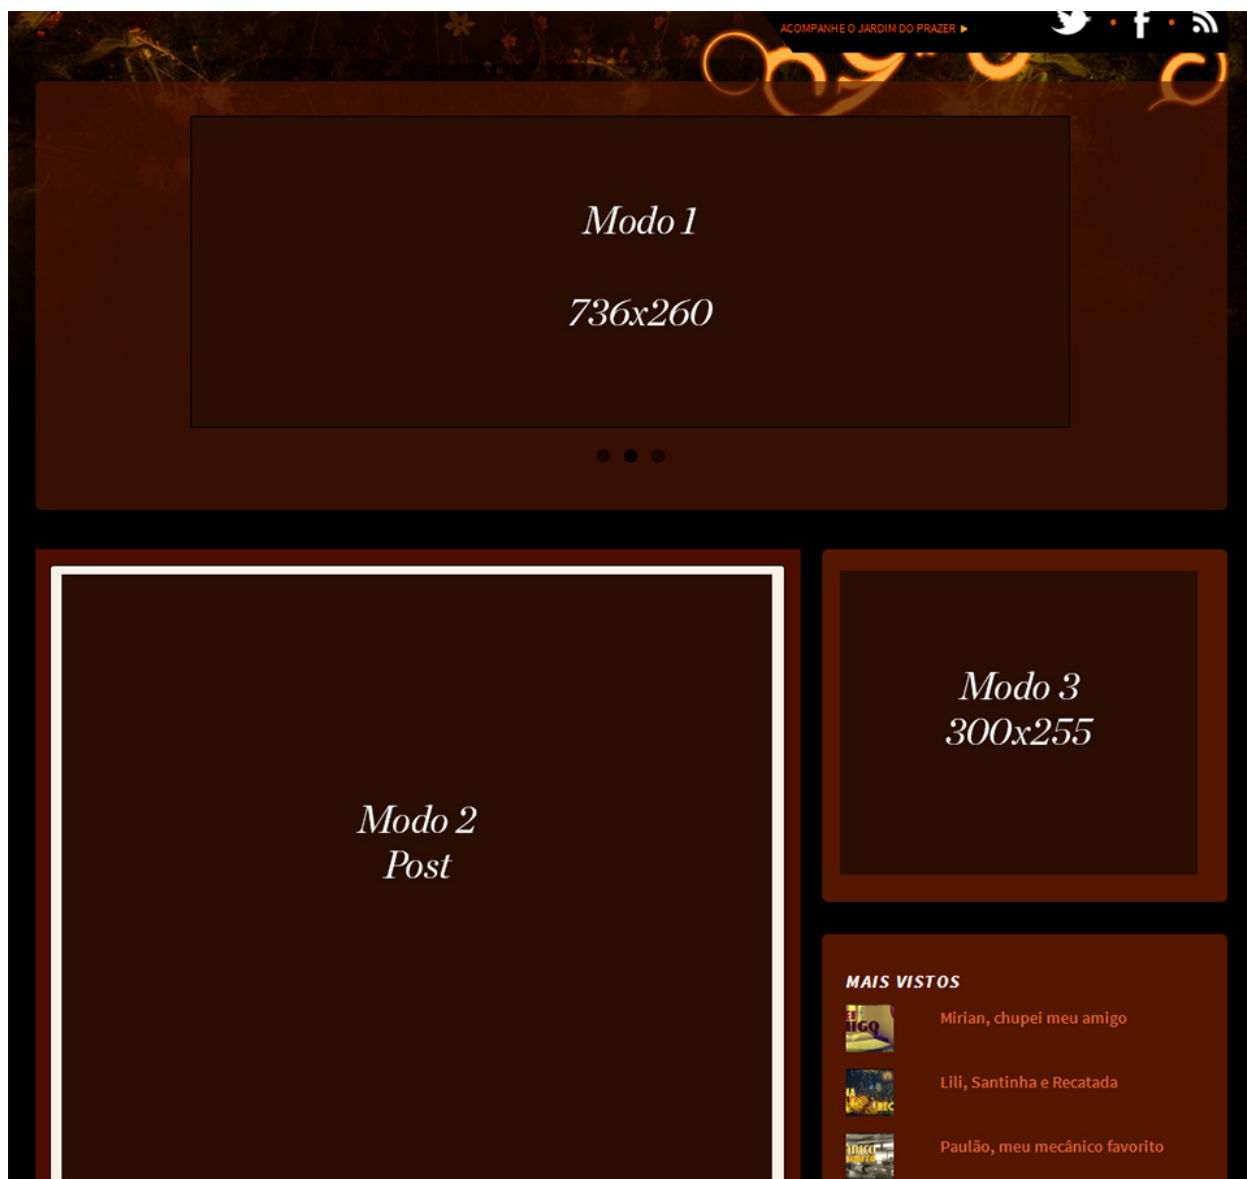 ACOMPANHE O JARDIM DO PRAZER
Modo 1
736x260
Modo 2
Post
Modo 3
300x255
MAIS VISTOS
Mirian, chupei meu amigo
Lili, Santinha e Recatada
Paulão, meu mecânico favorito